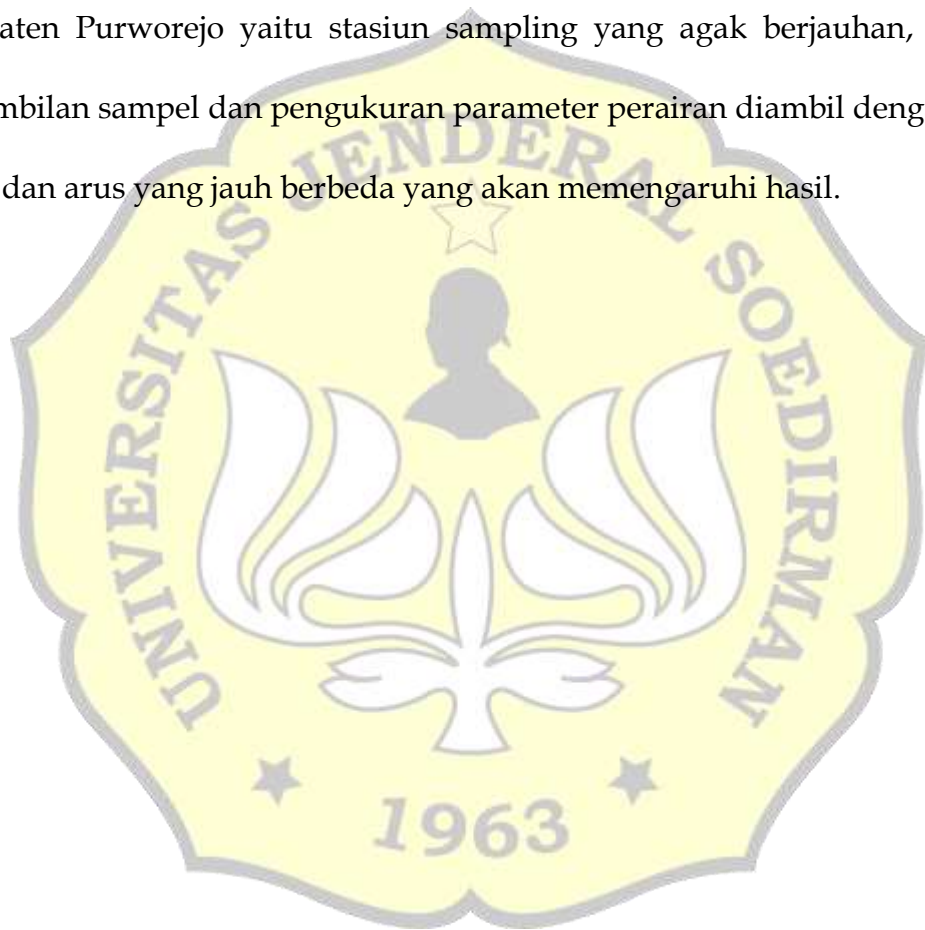 aten Purworejo yaitu stasiun sampling yang agak berjauhan,
mbilan sampel dan pengukuran parameter perairan diambil deng
dan arus yang jauh berbeda yang akan memengaruhi hasil.
UNIVERSITAS JENDERAL SOEDIRMAN
1963